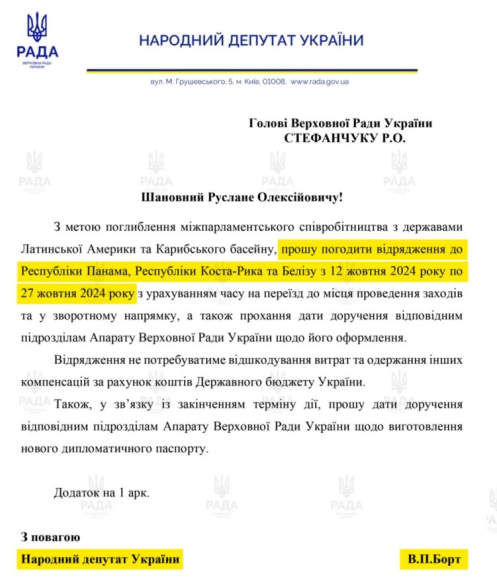 РАДА
ВЕРХОВНА РАДА
УКРАЇНИ
НАРОДНИЙ ДЕПУТАТ УКРАЇНИ
вул. М. Грушевського, 5, м. Київ, 01008, www.rada.gov.ua
Голові Верховної Ради України
СТЕФАНЧУКУ Р.О.
Шановний Руслане Олексійовичу!
З метою поглиблення міжпарламентського співробітництва з державами
Латинської Америки та Карибського басейну, прошу погодити відрядження до
Республіки Панама, Республіки Коста-Рика та Белізу з 12 жовтня 2024 року по
27 жовтня 2024 року з урахуванням часу на переїзд до місця проведення заходів
та у зворотному напрямку, а також прохання дати доручення відповідним
підрозділам Апарату Верховної Ради України щодо його оформлення.
Відрядження не потребуватиме відшкодування витрат та одержання інших
компенсацій за рахунок коштів Державного бюджету України.
Також, у зв’язку із закінченням терміну дії, прошу дати доручення
відповідним підрозділам Апарату Верховної Ради України щодо виготовлення
нового дипломатичного паспорту.
Додаток на 1 арк.
З повагою
Народний депутат України В.П.Борт